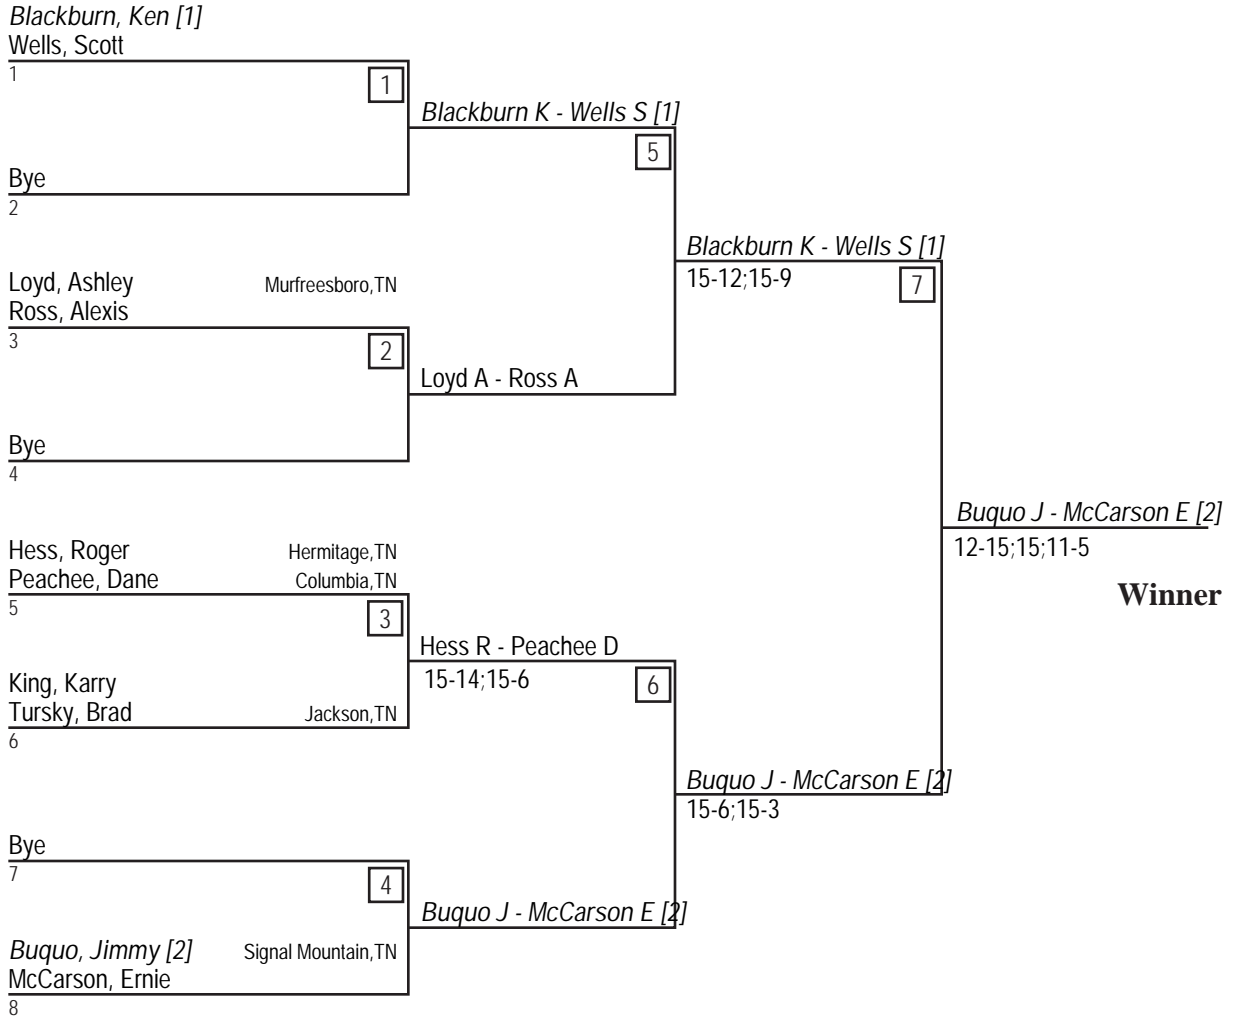 Blackburn, Ken [1]
Wells, Scott
1
1
Blackburn K - Wells S [1]
5
Bye
2
Blackburn K - Wells S [1]
15-12;15-9
7
Loyd, Ashley Murfreesboro,TN
Ross, Alexis
3
2
Loyd A - Ross A
Bye
4
Buquo J - McCarson E [2]
12-15;15;11-5
Winner
Hess, Roger Hermitage,TN
Peachee, Dane Columbia,TN
5
3
Hess R - Peachee D
15-14;15-6
6
King, Karry
Tursky, Brad Jackson,TN
6
Buquo J - McCarson E [2]
15-6;15-3
Bye
7
4
Buquo J - McCarson E [2]
Buquo, Jimmy [2] Signal Mountain,TN
McCarson, Ernie
8